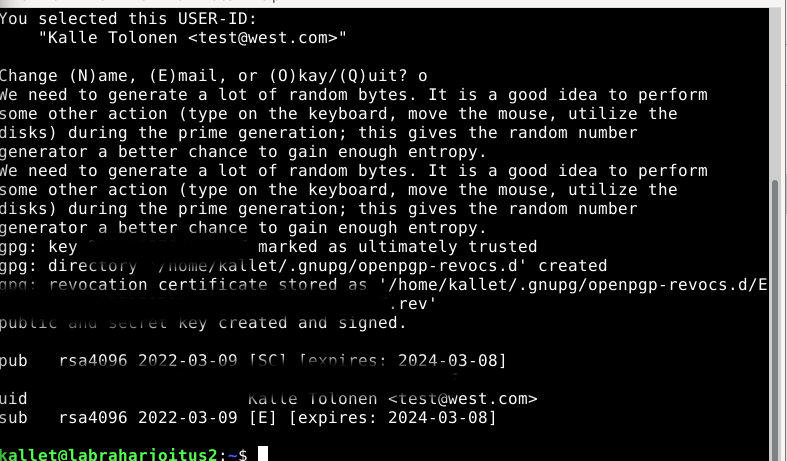 You selected this USER-ID:
"Kalle Tolonen <test@west.com>"
Change (N)ame, (E)mail, or (O)kay/(Q)uit? o
We need to generate a lot of random bytes. It is a good idea to perform
some other action (type on the keyboard, move the mouse, utilize the
disks) during the prime generation; this gives the random number
generator a better chance to gain enough entropy.
We need to generate a lot of random bytes. It is a good idea to perform
some other action (type on the keyboard, move the mouse, utilize the
disks) during the prime generation; this gives the random number
generator a better chance to gain enough entropy.
gpg: key marked as ultimately trusted
gpg: directory '/home/kallet/.gnupg/openpgp-revocs.d' created
gpg: revocation certificate stored as '/home/kallet/.gnupg/openpgp-revocs.d/E
.rev'
public and secret key created and signed.
pub rsa4096 2022-03-09 [SC] [expires: 2024-03-08]
uid Kalle Tolonen <test@west.com>
sub rsa4096 2022-03-09 [E] [expires: 2024-03-08]
kallet@labraharjoitus2:~$